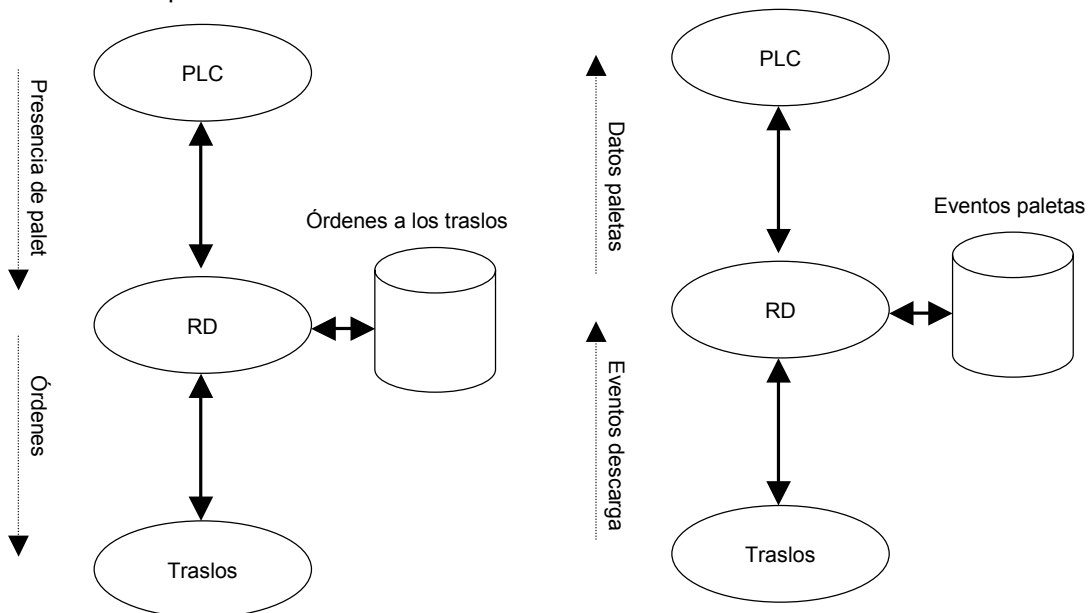 PLC
Presencia de palet
Órdenes a los traslos
RD
Órdenes
Traslos
PLC
Datos paletas
Eventos paletas
RD
Eventos descarga
Traslos